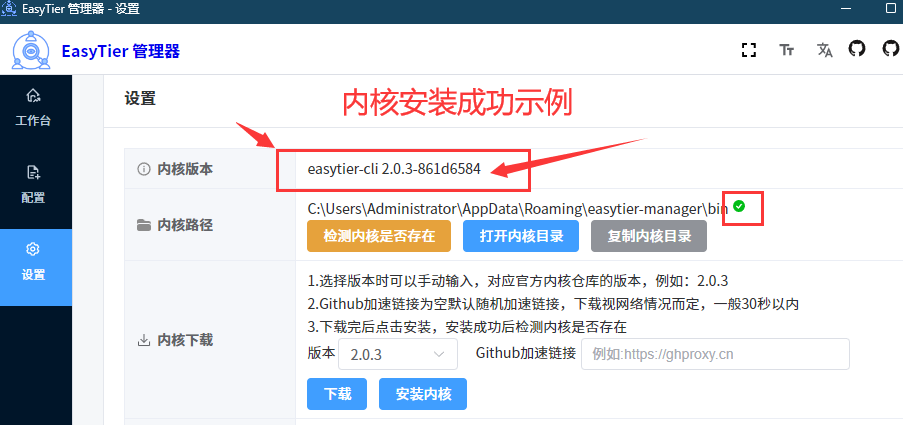 EasyTier 管理器 - 设置
EasyTier 管理器
工作台
配置
设置
设置
内核安装成功示例
内核版本
easytier-cli 2.0.3-861d6584
内核路径
C:\Users\Administrator\AppData\Roaming\easytier-manager\bin
检测内核是否存在 打开内核目录 复制内核目录
内核下载
1.选择版本时可以手动输入，对应官方内核仓库的版本，例如：2.0.3
2.Github加速链接为空默认随机加速链接，下载视网络情况而定，一般30秒以内
3.下载完后点击安装，安装成功后检测内核是否存在
版本 2.0.3 Github加速链接 例如:https://ghproxy.cn
下载 安装内核